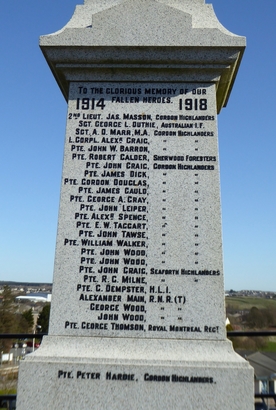 TO THE GLORIOUS MEMORY OF OUR
1914 FALLEN HEROES. 1918
2ND LIEUT. JAS. MASSON, GORDON HIGHLANDERS
SGT. GEORGE L. DUTHIE, AUSTRALIAN I.F.
SGT. A. O. MARR, M.A. GORDON HIGHLANDERS
L. CORPL. ALEXR. CRAIG, " "
PTE. JOHN W. BARRON, " "
PTE. ROBERT CALDER, SHERWOOD FORESTERS
PTE. JOHN CRAIG, GORDON HIGHLANDERS
PTE. JAMES DICK, " "
PTE. GORDON DOUGLAS, " "
PTE. JAMES GAULD, " "
PTE. GEORGE A. GRAY, " "
PTE. JOHN LEIPER, " "
PTE. ALEXR. SPENCE, " "
PTE. E. W. TAGGART, " "
PTE. JOHN TAWSE, " "
PTE. WILLIAM WALKER, " "
PTE. JOHN WOOD, " "
PTE. JOHN WOOD, " "
PTE. JOHN CRAIG, SEAFORTH HIGHLANDERS
PTE. R. G. MILNE, " "
PTE. C. DEMPSTER, H.L.I.
ALEXANDER MAIN, R.N.R. (T)
GEORGE WOOD, " "
JOHN WOOD, " "
PTE. GEORGE THOMSON, ROYAL MONTREAL REGT
PTE. PETER HARDIE, GORDON HIGHLANDERS.